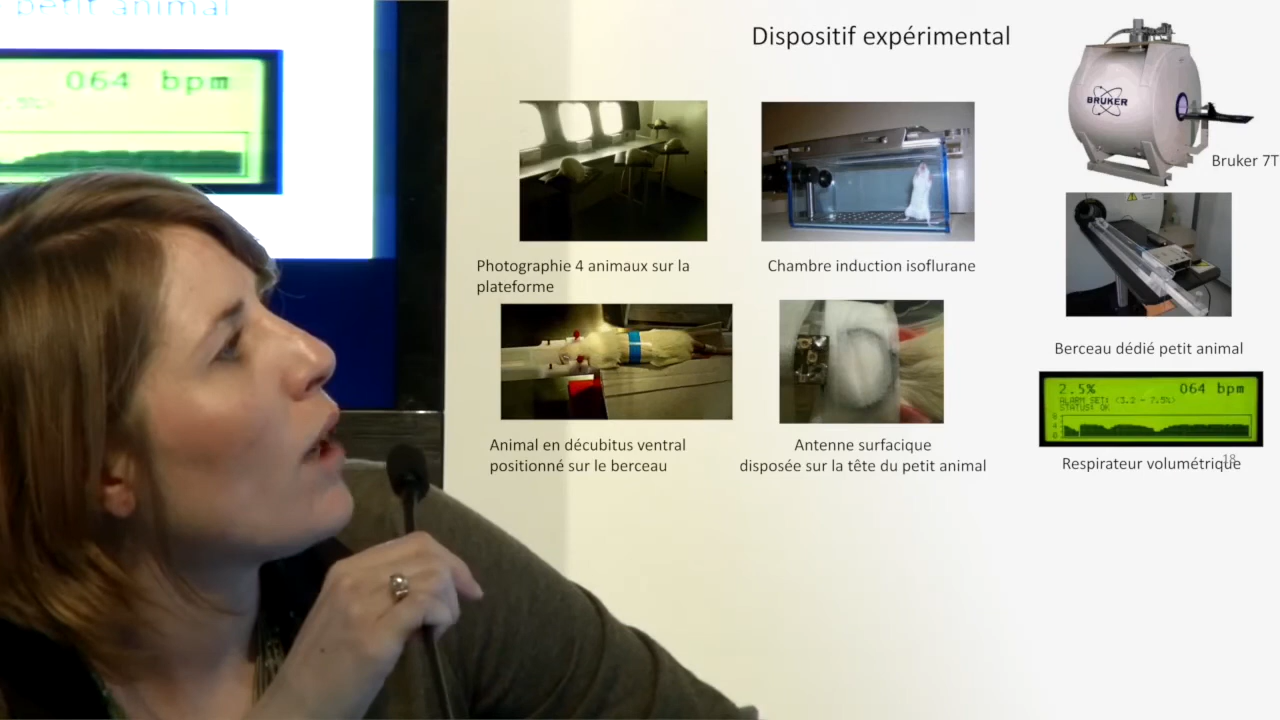 petit animal
064 bpm
Dispositif expérimental
BRUKER
Bruker 7T
Photographie 4 animaux sur la
plateforme
Chambre induction isoflurane
Berceau dédié petit animal
2.5% 064 bpm
ALARM SET: (3.2 - 7.5%)
STATUS: OK
Animal en décubitus ventral
positionné sur le berceau
Antenne surfacique
disposée sur la tête du petit animal
Respirateur volumétrique
18